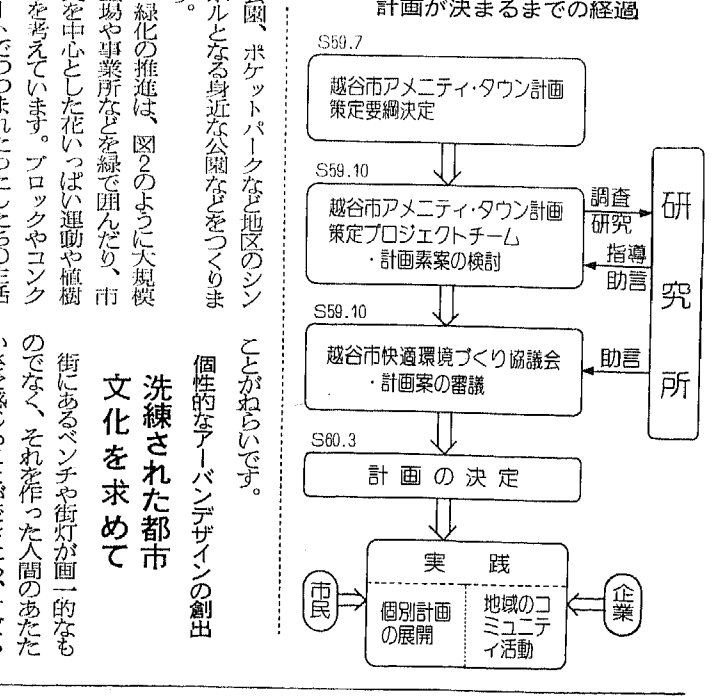 計画が決まるまでの経過
S59.7
越谷市アメニティ・タウン計画
策定要綱決定
S59.10
越谷市アメニティ・タウン計画
策定プロジェクトチーム
・計画素案の検討
調査
研究
指導
助言
研究所
S59.10
越谷市快適環境づくり協議会
・計画案の審議
助言
S60.3
計画の決定
実践
個別計画
の展開
地域のコ
ミュニテ
ィ活動
市民
企業
公園、ポケットパークなど地区のシン
ルとなる身近な公園などをつくりま
す。
緑化の推進は、図2のように大規模
場や事業所などを緑で囲んだり、市
を中心とした花いっぱい運動や植樹
を考えています。ブロックやコンク
ことがねらいです。
個性的なアーバンデザインの創出
洗練された都市
文化を求めて
街にあるベンチや街灯が画一的なも
のでなく、それを作った人間のあたた